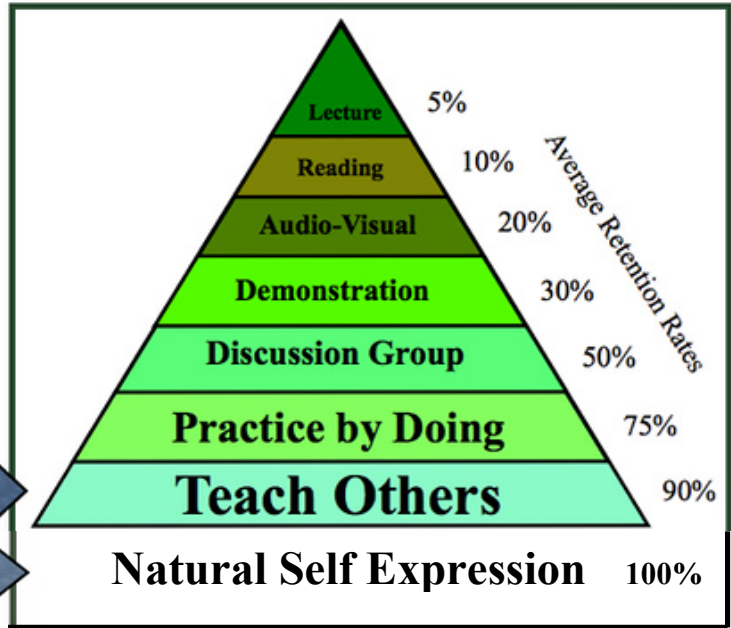 Lecture 5%
Reading 10%
Audio-Visual 20%
Demonstration 30%
Discussion Group 50%
Practice by Doing 75%
Teach Others 90%
Natural Self Expression 100%
Average Retention Rates